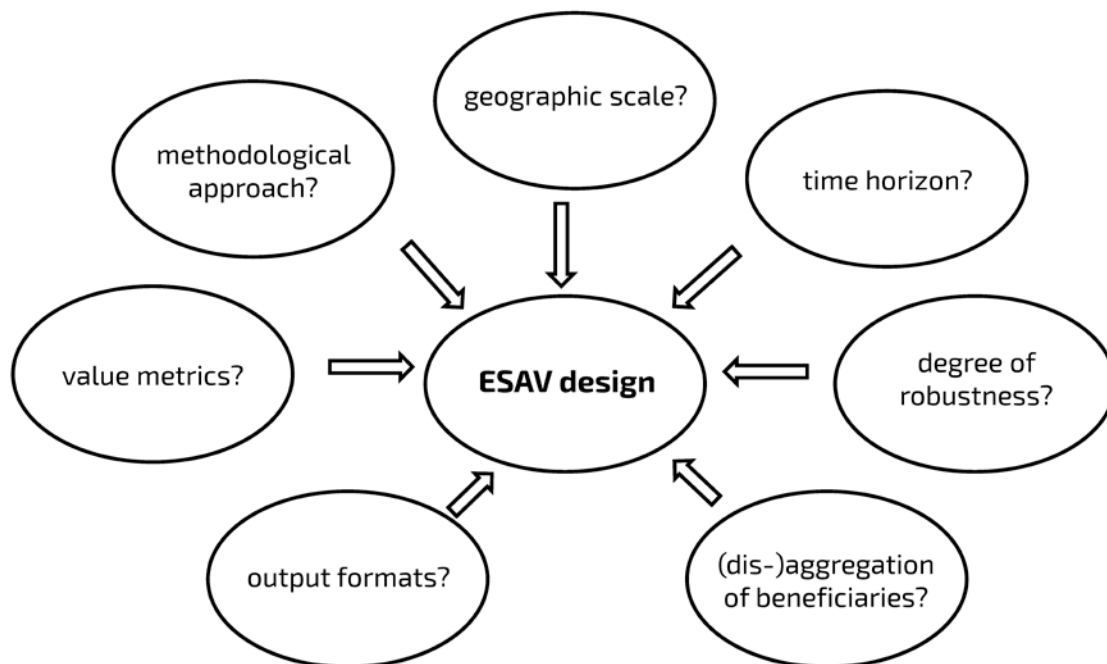 geographic scale?
methodological
approach?
time horizon?
value metrics?
ESAV design
degree of
robustness?
output formats?
(dis-)aggregation
of beneficiaries?